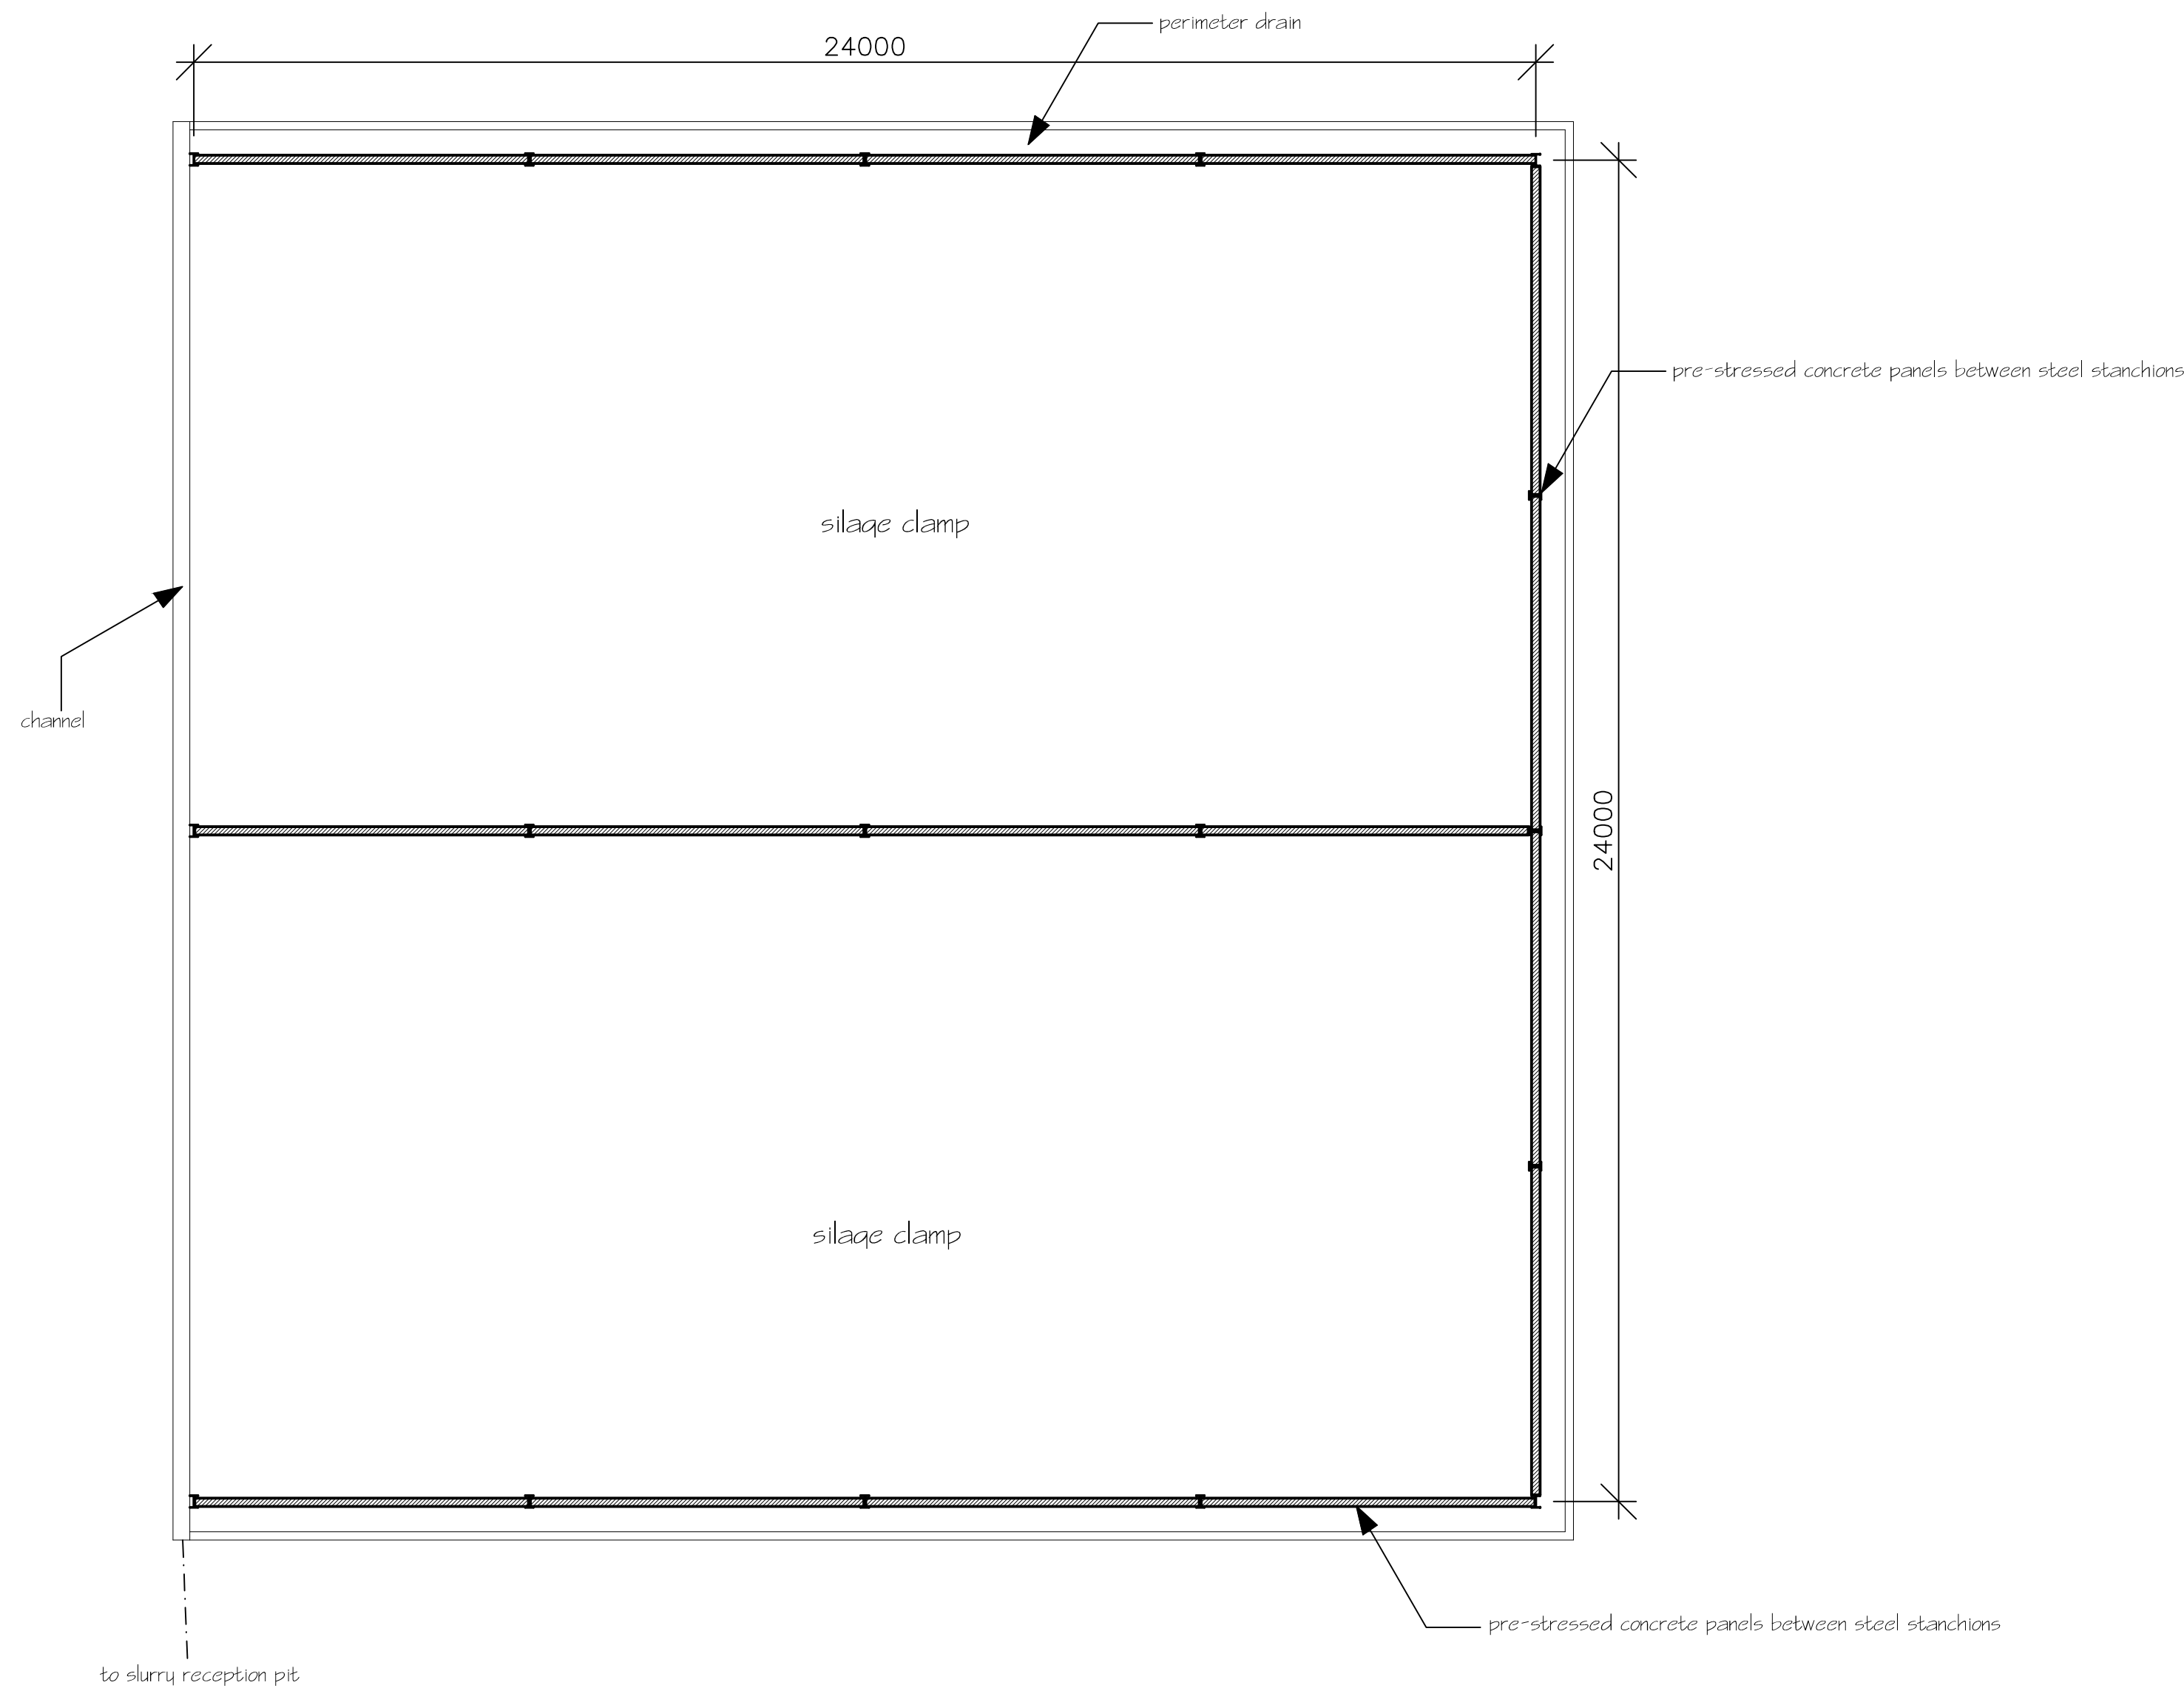 perimeter drain
24000
pre-stressed concrete panels between steel stanchions
silage clamp
channel
24000
silage clamp
pre-stressed concrete panels between steel stanchions
to slurry reception pit